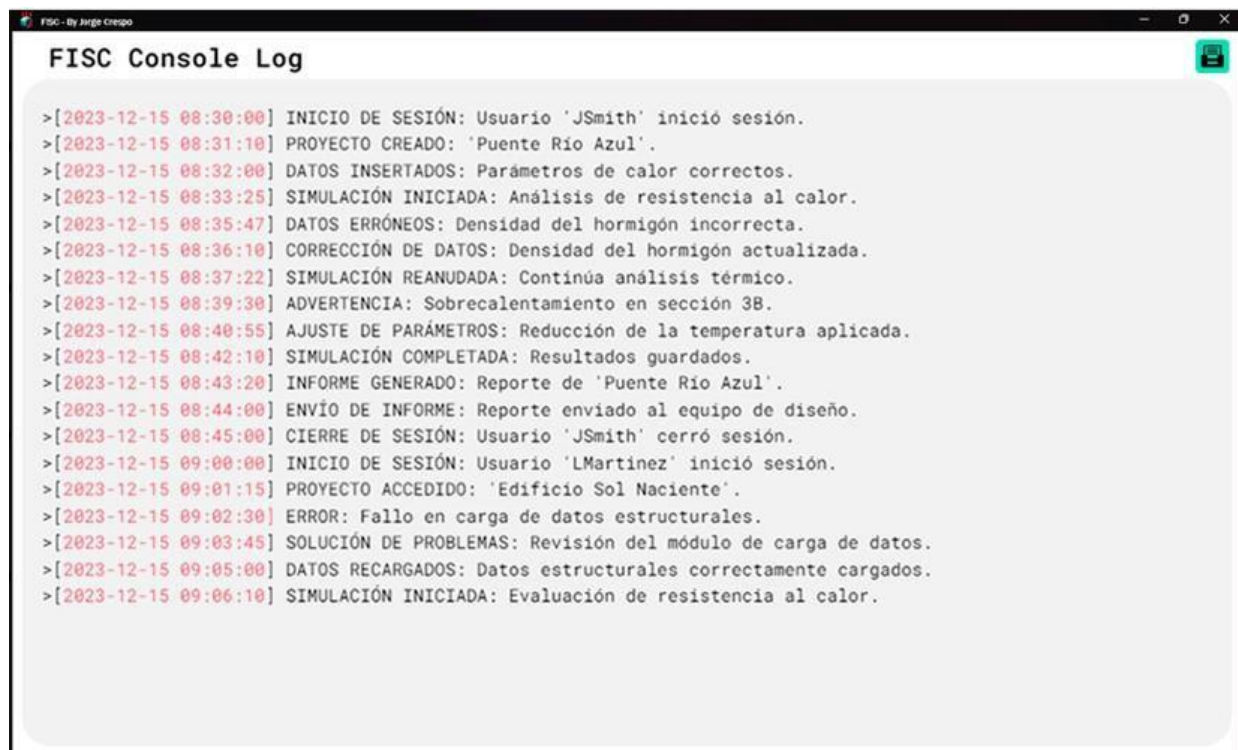 FISC - By Jorge Crespo
FISC Console Log
>[2023-12-15 08:30:00] INICIO DE SESIÓN: Usuario 'JSmith' inició sesión.
>[2023-12-15 08:31:10] PROYECTO CREADO: 'Puente Río Azul'.
>[2023-12-15 08:32:00] DATOS INSERTADOS: Parámetros de calor correctos.
>[2023-12-15 08:33:25] SIMULACIÓN INICIADA: Análisis de resistencia al calor.
>[2023-12-15 08:35:47] DATOS ERRÓNEOS: Densidad del hormigón incorrecta.
>[2023-12-15 08:36:10] CORRECCIÓN DE DATOS: Densidad del hormigón actualizada.
>[2023-12-15 08:37:22] SIMULACIÓN REANUDADA: Continúa análisis térmico.
>[2023-12-15 08:39:30] ADVERTENCIA: Sobrecalentamiento en sección 3B.
>[2023-12-15 08:40:55] AJUSTE DE PARÁMETROS: Reducción de la temperatura aplicada.
>[2023-12-15 08:42:10] SIMULACIÓN COMPLETADA: Resultados guardados.
>[2023-12-15 08:43:20] INFORME GENERADO: Reporte de 'Puente Río Azul'.
>[2023-12-15 08:44:00] ENVÍO DE INFORME: Reporte enviado al equipo de diseño.
>[2023-12-15 08:45:00] CIERRE DE SESIÓN: Usuario 'JSmith' cerró sesión.
>[2023-12-15 09:00:00] INICIO DE SESIÓN: Usuario 'LMartinez' inició sesión.
>[2023-12-15 09:01:15] PROYECTO ACCEDIDO: 'Edificio Sol Naciente'.
>[2023-12-15 09:02:30] ERROR: Fallo en carga de datos estructurales.
>[2023-12-15 09:03:45] SOLUCIÓN DE PROBLEMAS: Revisión del módulo de carga de datos.
>[2023-12-15 09:05:00] DATOS RECARGADOS: Datos estructurales correctamente cargados.
>[2023-12-15 09:06:10] SIMULACIÓN INICIADA: Evaluación de resistencia al calor.